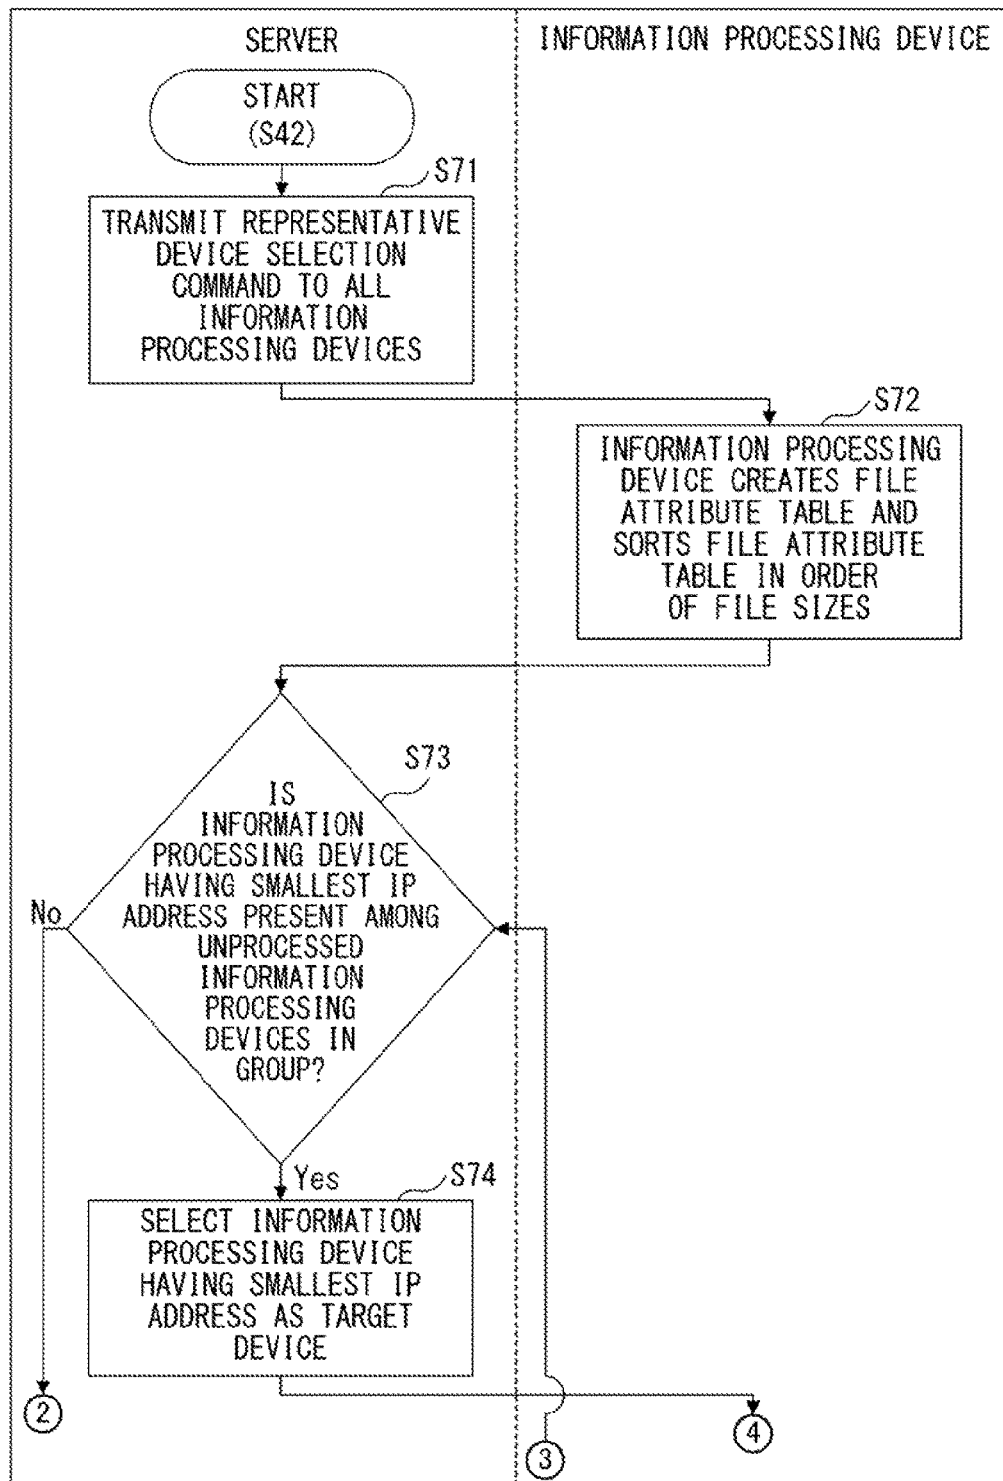 SERVER
INFORMATION PROCESSING DEVICE
START
(S42)
S71
TRANSMIT REPRESENTATIVE
DEVICE SELECTION
COMMAND TO ALL
INFORMATION
PROCESSING DEVICES
S72
INFORMATION PROCESSING
DEVICE CREATES FILE
ATTRIBUTE TABLE AND
SORTS FILE ATTRIBUTE
TABLE IN ORDER
OF FILE SIZES
S73
IS
INFORMATION
PROCESSING DEVICE
HAVING SMALLEST IP
ADDRESS PRESENT AMONG
UNPROCESSED
INFORMATION
PROCESSING
DEVICES IN
GROUP?
No
Yes
S74
SELECT INFORMATION
PROCESSING DEVICE
HAVING SMALLEST IP
ADDRESS AS TARGET
DEVICE
2
3
4